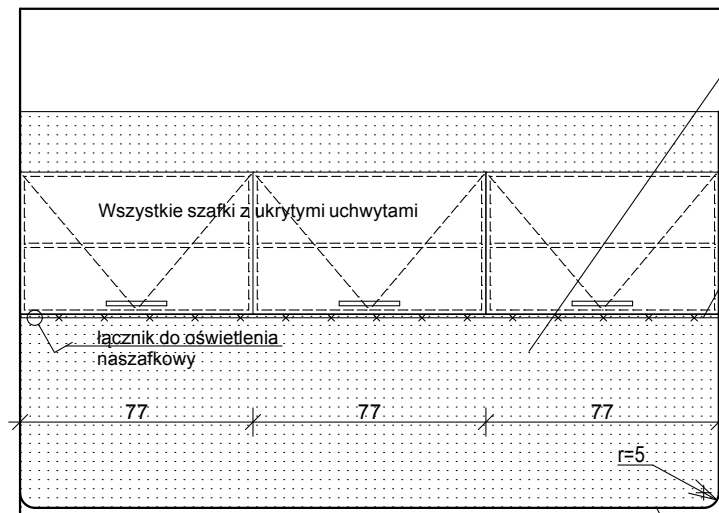 Wszystkie szafki z ukrytymi uchwytami
łącznik do oświetlenia
naszafkowy
77 77 77
r=5